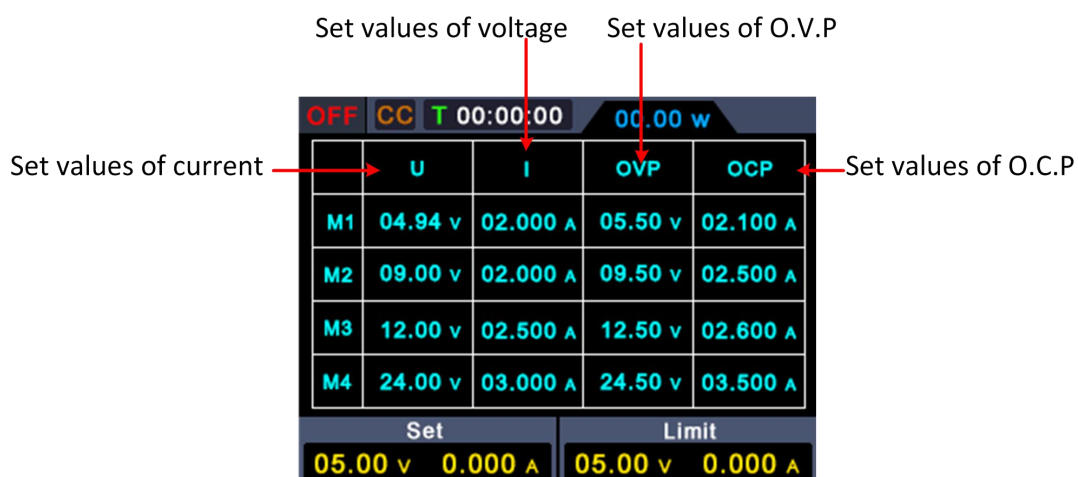 Set values of voltage Set values of O.V.P
OFF CC T 00:00:00 00.00 W
Set values of current U I OVP OCP Set values of O.C.P
M1 04.94 V 02.000 A 05.50 V 02.100 A
M2 09.00 V 02.000 A 09.50 V 02.500 A
M3 12.00 V 02.500 A 12.50 V 02.600 A
M4 24.00 V 03.000 A 24.50 V 03.500 A
Set Limit
05.00 V 0.000 A 05.00 V 0.000 A